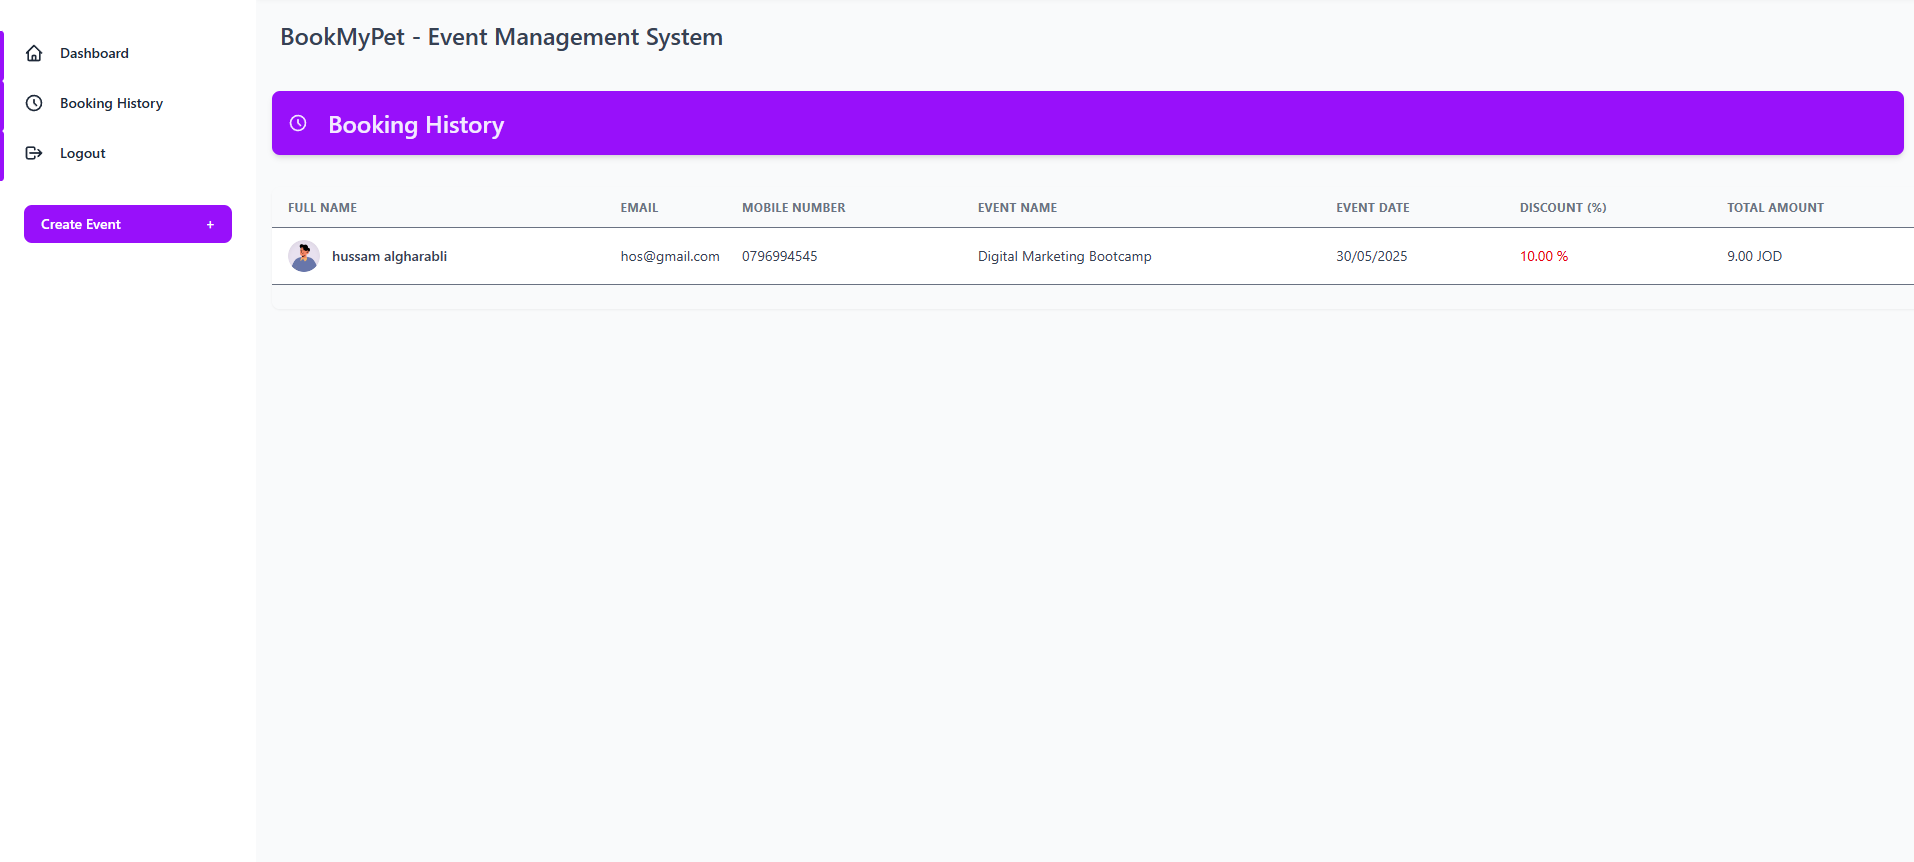 Dashboard
Booking History
Logout
Create Event +
BookMyPet - Event Management System
Booking History
FULL NAME EMAIL MOBILE NUMBER EVENT NAME EVENT DATE DISCOUNT (%) TOTAL AMOUNT
hussam algharabli hos@gmail.com 0796994545 Digital Marketing Bootcamp 30/05/2025 10.00 % 9.00 JOD